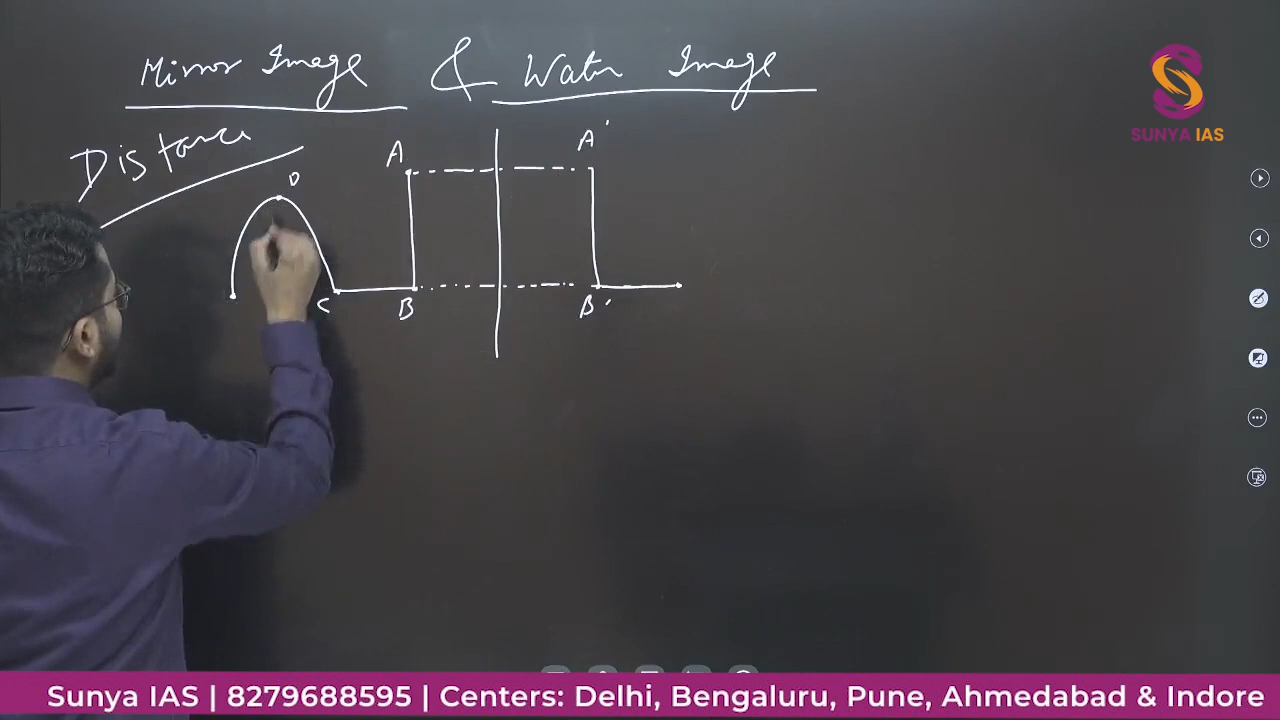 Mirror Image & Water Image
SUNYA IAS
Distance
A A'
D
C B B'
Sunya IAS | 8279688595 | Centers: Delhi, Bengaluru, Pune, Ahmedabad & Indore